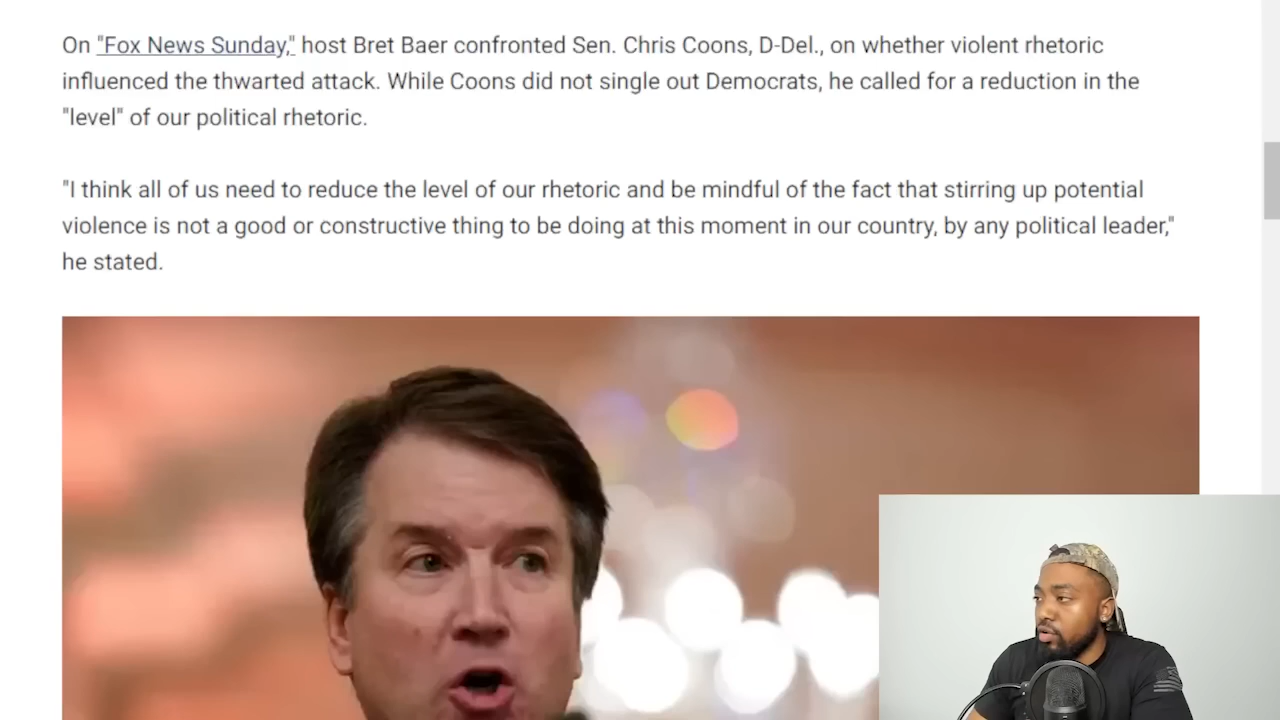 On "Fox News Sunday," host Bret Baer confronted Sen. Chris Coons, D-Del., on whether violent rhetoric
influenced the thwarted attack. While Coons did not single out Democrats, he called for a reduction in the
"level" of our political rhetoric.
"I think all of us need to reduce the level of our rhetoric and be mindful of the fact that stirring up potential
violence is not a good or constructive thing to be doing at this moment in our country, by any political leader,"
he stated.